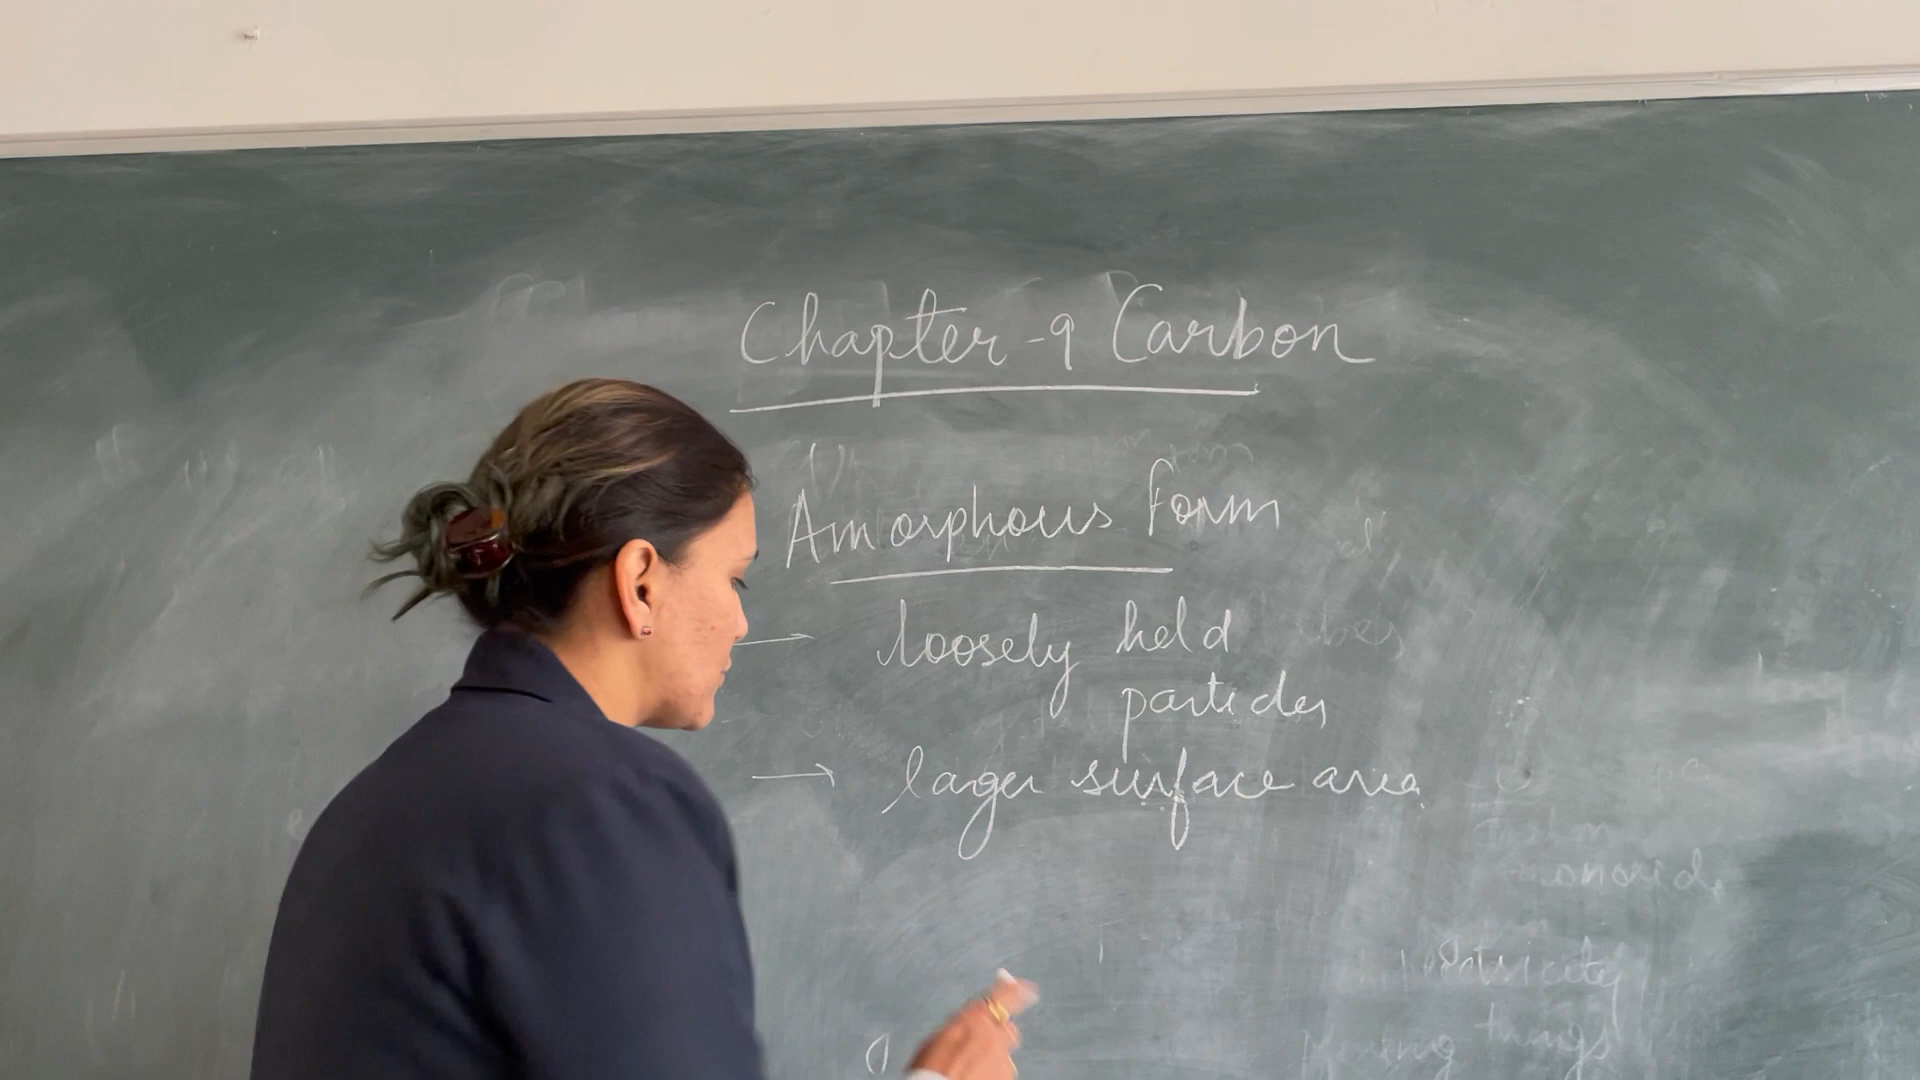 Chapter-9 Carbon
Amorphous Form
→ loosely held
particles
→ lager surface area